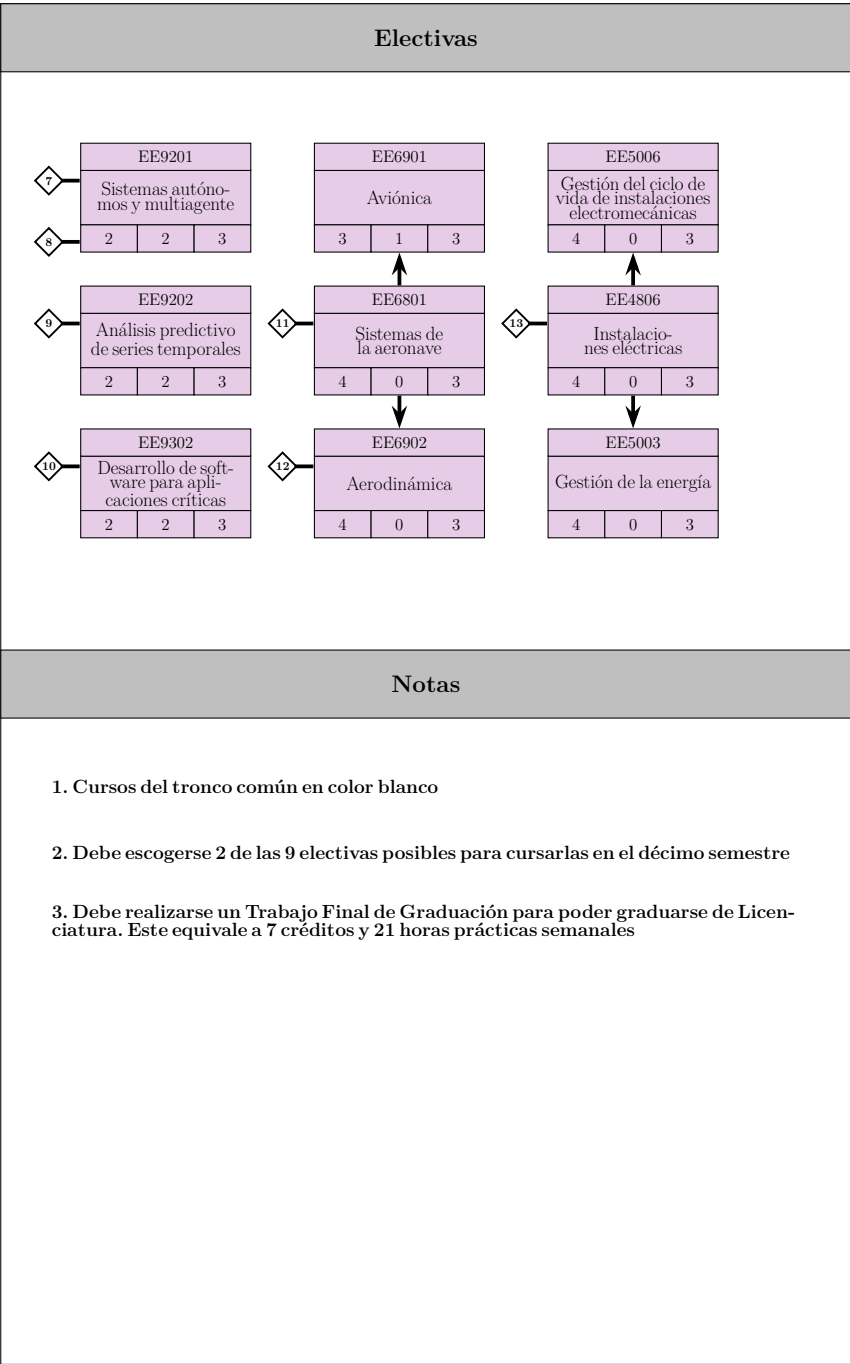 Electivas
EE9201
7
Sistemas autóno-
mos y multiagente
8
2 2 3
EE6901
Aviónica
3 1 3
EE5006
Gestión del ciclo de
vida de instalaciones
electromecánicas
4 0 3
EE9202
9
Análisis predictivo
de series temporales
2 2 3
EE6801
11
Sistemas de
la aeronave
4 0 3
EE4806
13
Instalacio-
nes eléctricas
4 0 3
EE9302
10
Desarrollo de soft-
ware para apli-
caciones críticas
2 2 3
EE6902
12
Aerodinámica
4 0 3
EE5003
Gestión de la energía
4 0 3
Notas
1. Cursos del tronco común en color blanco
2. Debe escogerse 2 de las 9 electivas posibles para cursarlas en el décimo semestre
3. Debe realizarse un Trabajo Final de Graduación para poder graduarse de Licen-
ciatura. Este equivale a 7 créditos y 21 horas prácticas semanales